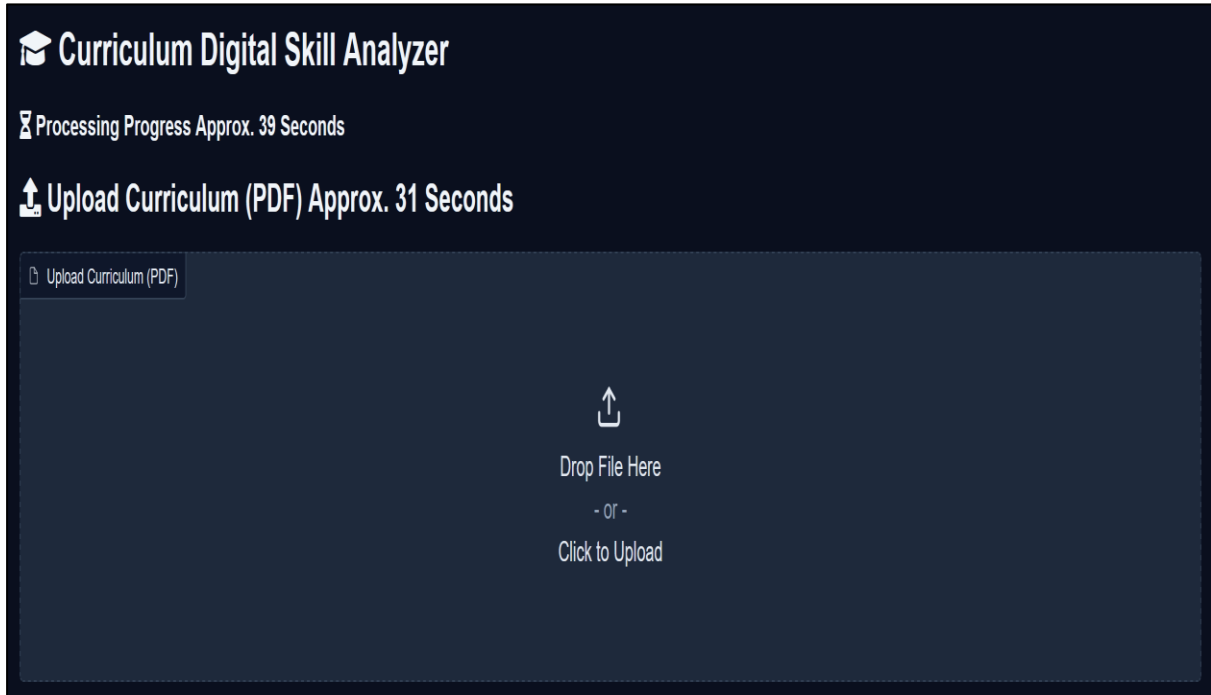 Curriculum Digital Skill Analyzer
Processing Progress Approx. 39 Seconds
Upload Curriculum (PDF) Approx. 31 Seconds
Upload Curriculum (PDF)
Drop File Here
- or -
Click to Upload